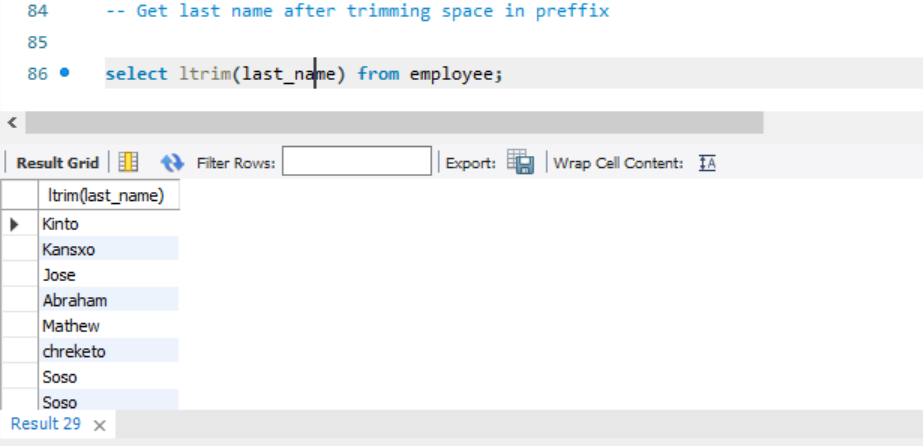 84 -- Get last name after trimming space in preffix
85
86 select ltrim(last_name) from employee;
Result Grid Filter Rows: Export: Wrap Cell Content: IA
ltrim(last_name)
Kinto
Kansxo
Jose
Abraham
Mathew
chreketo
Soso
Soso
Result 29 ×